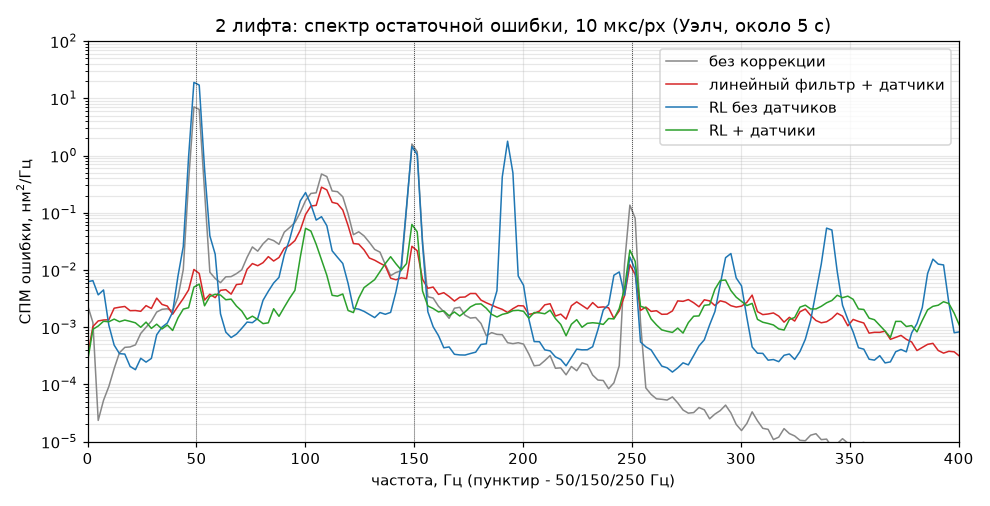 2 лифта: спектр остаточной ошибки, 10 мкс/px (Уэлч, около 5 с)
СПМ ошибки, нм²/Гц
10²
10¹
10⁰
10⁻¹
10⁻²
10⁻³
10⁻⁴
10⁻⁵
без коррекции
линейный фильтр + датчики
RL без датчиков
RL + датчики
0 50 100 150 200 250 300 350 400
частота, Гц (пунктир - 50/150/250 Гц)